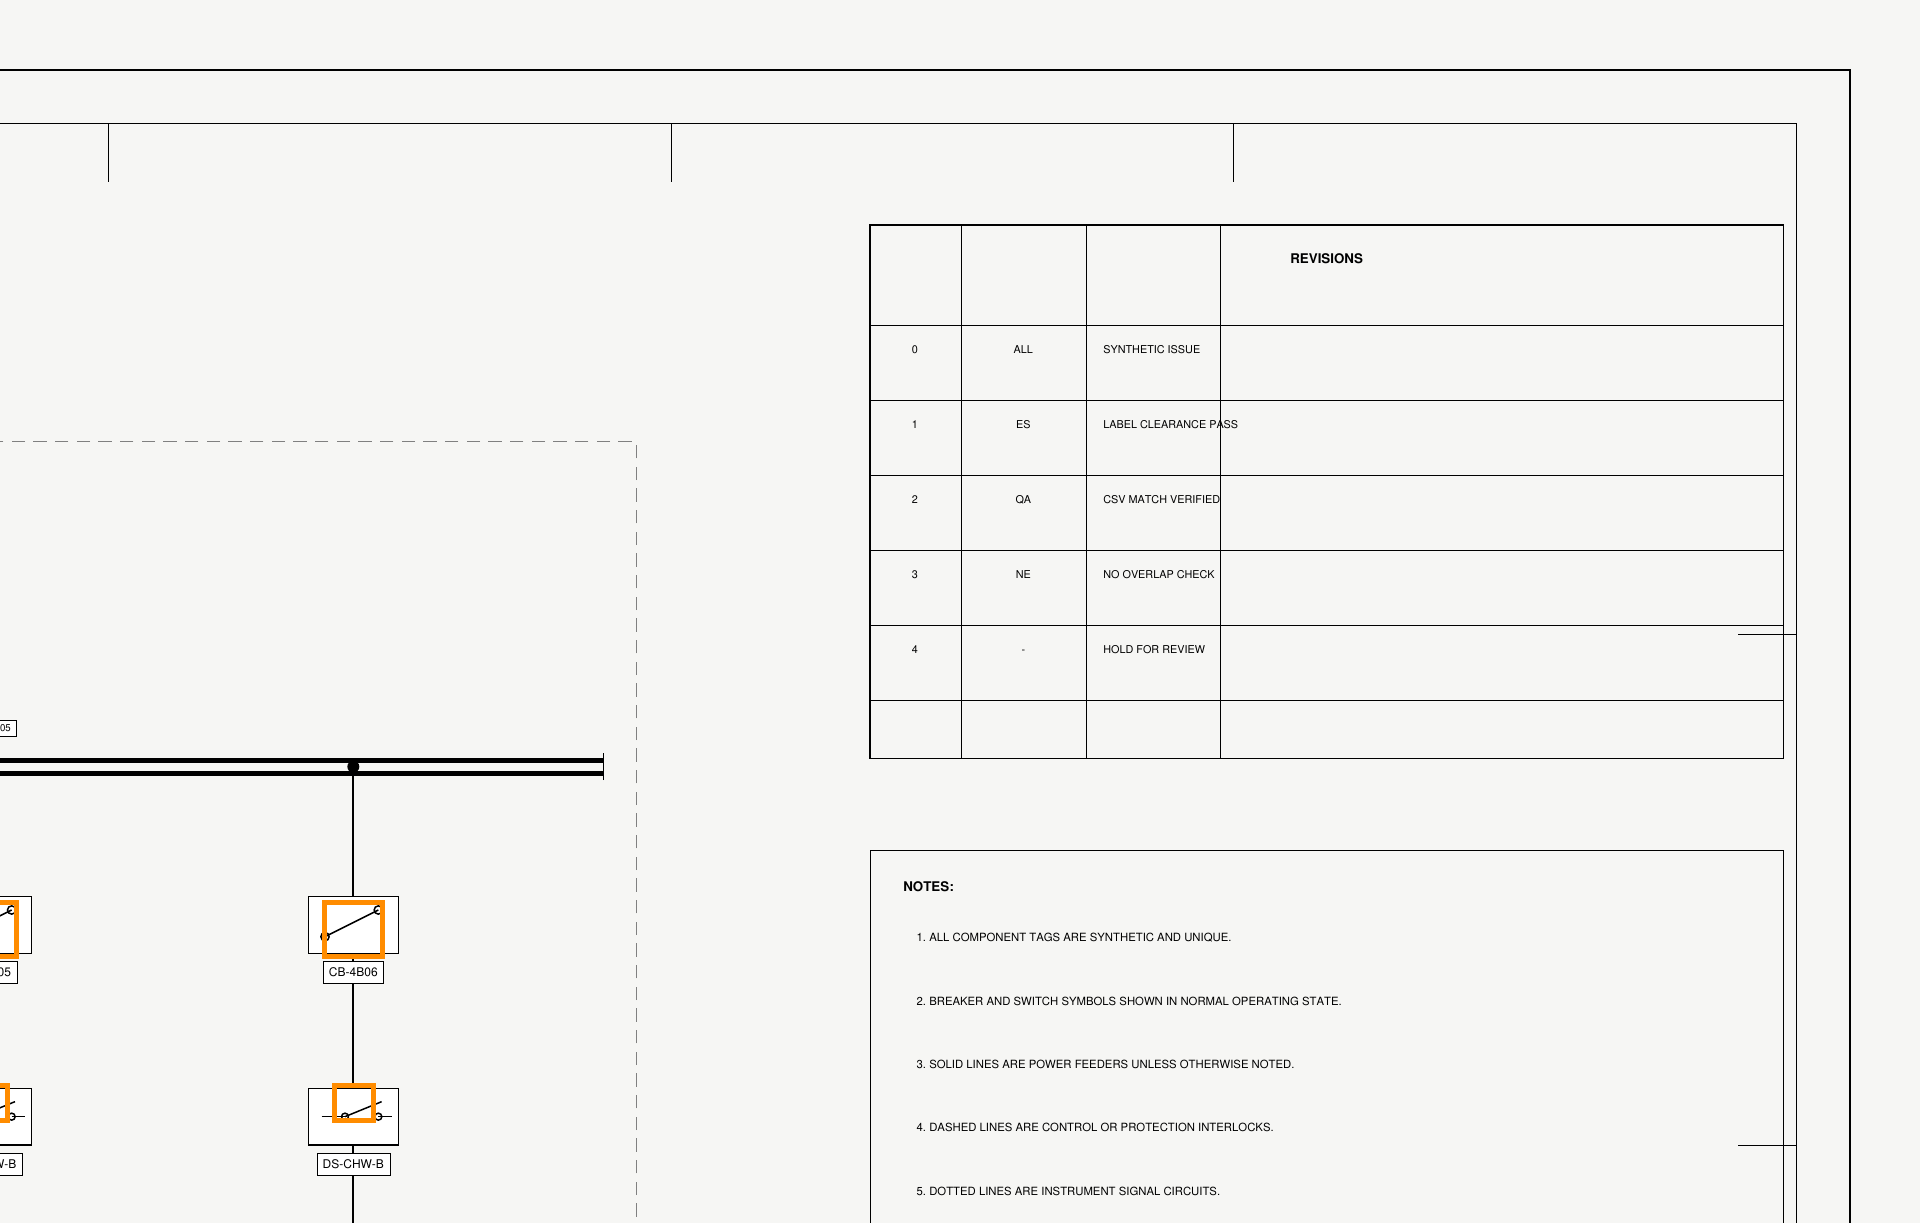 REVISIONS
0 ALL SYNTHETIC ISSUE
1 ES LABEL CLEARANCE PASS
2 QA CSV MATCH VERIFIED
3 NE NO OVERLAP CHECK
4 - HOLD FOR REVIEW
05
NOTES:
1. ALL COMPONENT TAGS ARE SYNTHETIC AND UNIQUE.
2. BREAKER AND SWITCH SYMBOLS SHOWN IN NORMAL OPERATING STATE.
3. SOLID LINES ARE POWER FEEDERS UNLESS OTHERWISE NOTED.
4. DASHED LINES ARE CONTROL OR PROTECTION INTERLOCKS.
5. DOTTED LINES ARE INSTRUMENT SIGNAL CIRCUITS.
05
CB-4B06
-B
DS-CHW-B